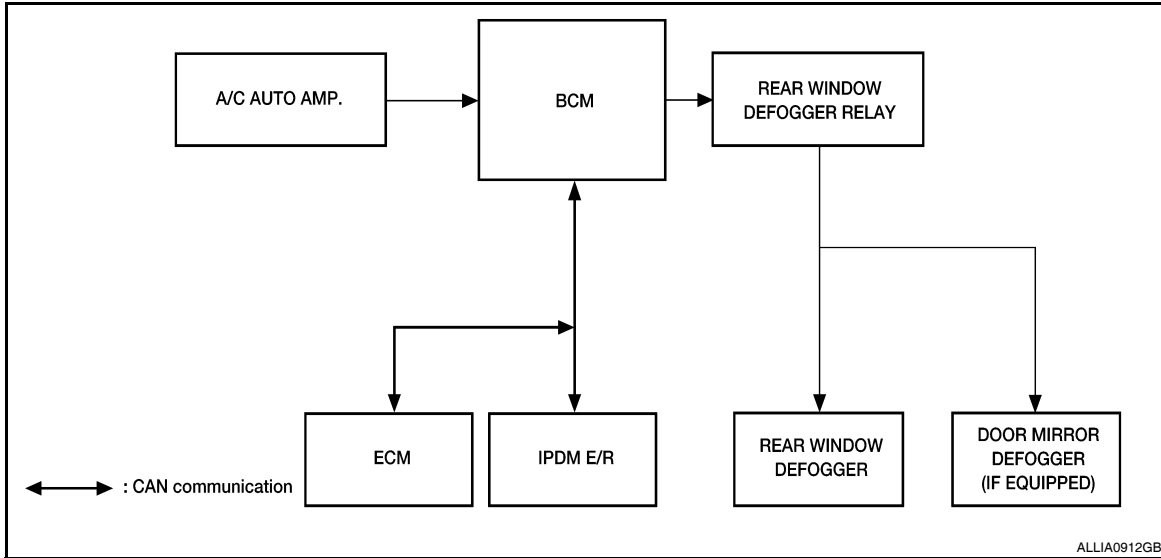 A/C AUTO AMP.
BCM
REAR WINDOW
DEFOGGER RELAY
ECM
IPDM E/R
REAR WINDOW
DEFOGGER
DOOR MIRROR
DEFOGGER
(IF EQUIPPED)
: CAN communication
ALLIA0912GB